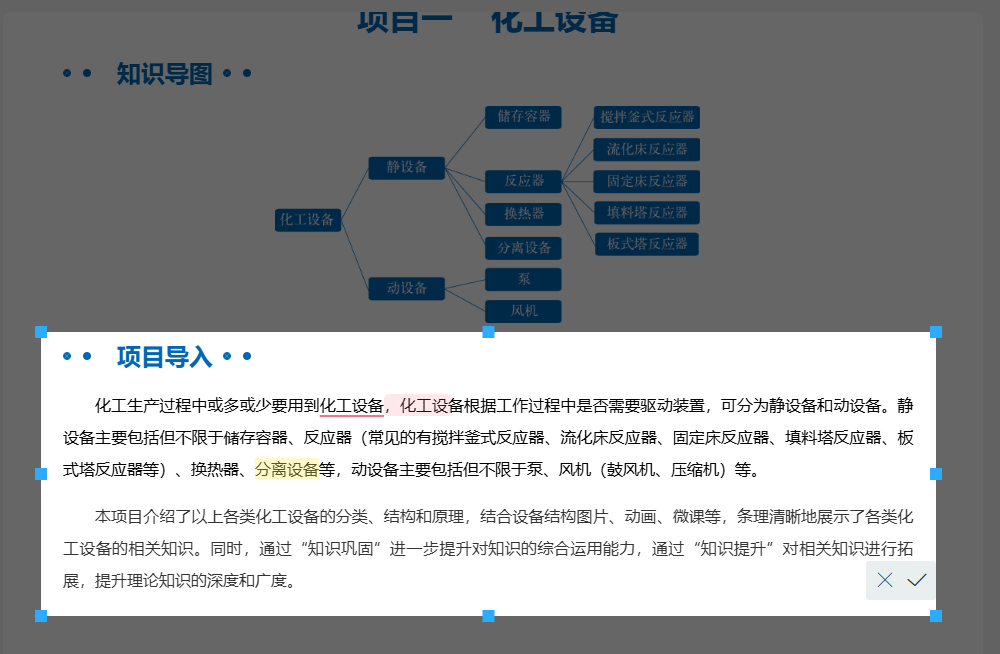 项目一 化工设备
知识导图
储存容器
搅拌釜式反应器
流化床反应器
静设备
反应器
固定床反应器
换热器
填料塔反应器
化工设备
分离设备
板式塔反应器
动设备
泵
风机
项目导入
化工生产过程中或多或少要用到化工设备，化工设备根据工作过程中是否需要驱动装置，可分为静设备和动设备。静
设备主要包括但不限于储存容器、反应器（常见的有搅拌釜式反应器、流化床反应器、固定床反应器、填料塔反应器、板
式塔反应器等）、换热器、分离设备等，动设备主要包括但不限于泵、风机（鼓风机、压缩机）等。
本项目介绍了以上各类化工设备的分类、结构和原理，结合设备结构图片、动画、微课等，条理清晰地展示了各类化
工设备的相关知识。同时，通过“知识巩固”进一步提升对知识的综合运用能力，通过“知识提升”对相关知识进行拓
展，提升理论知识的深度和广度。